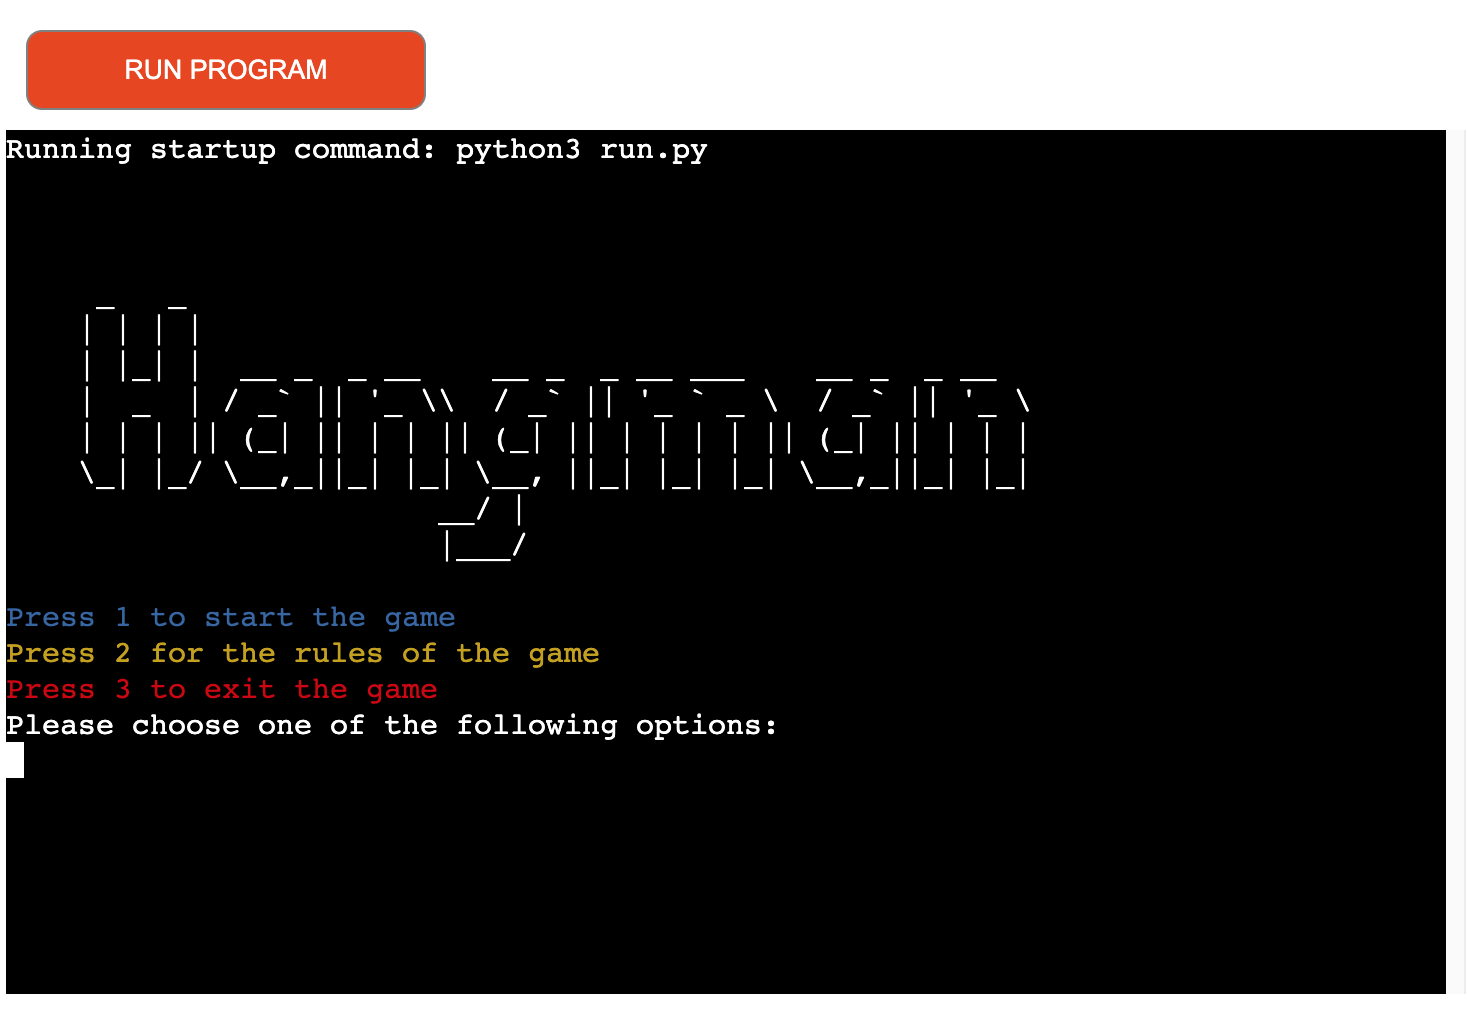 RUN PROGRAM
Running startup command: python3 run.py
Hangman
Press 1 to start the game
Press 2 for the rules of the game
Press 3 to exit the game
Please choose one of the following options: